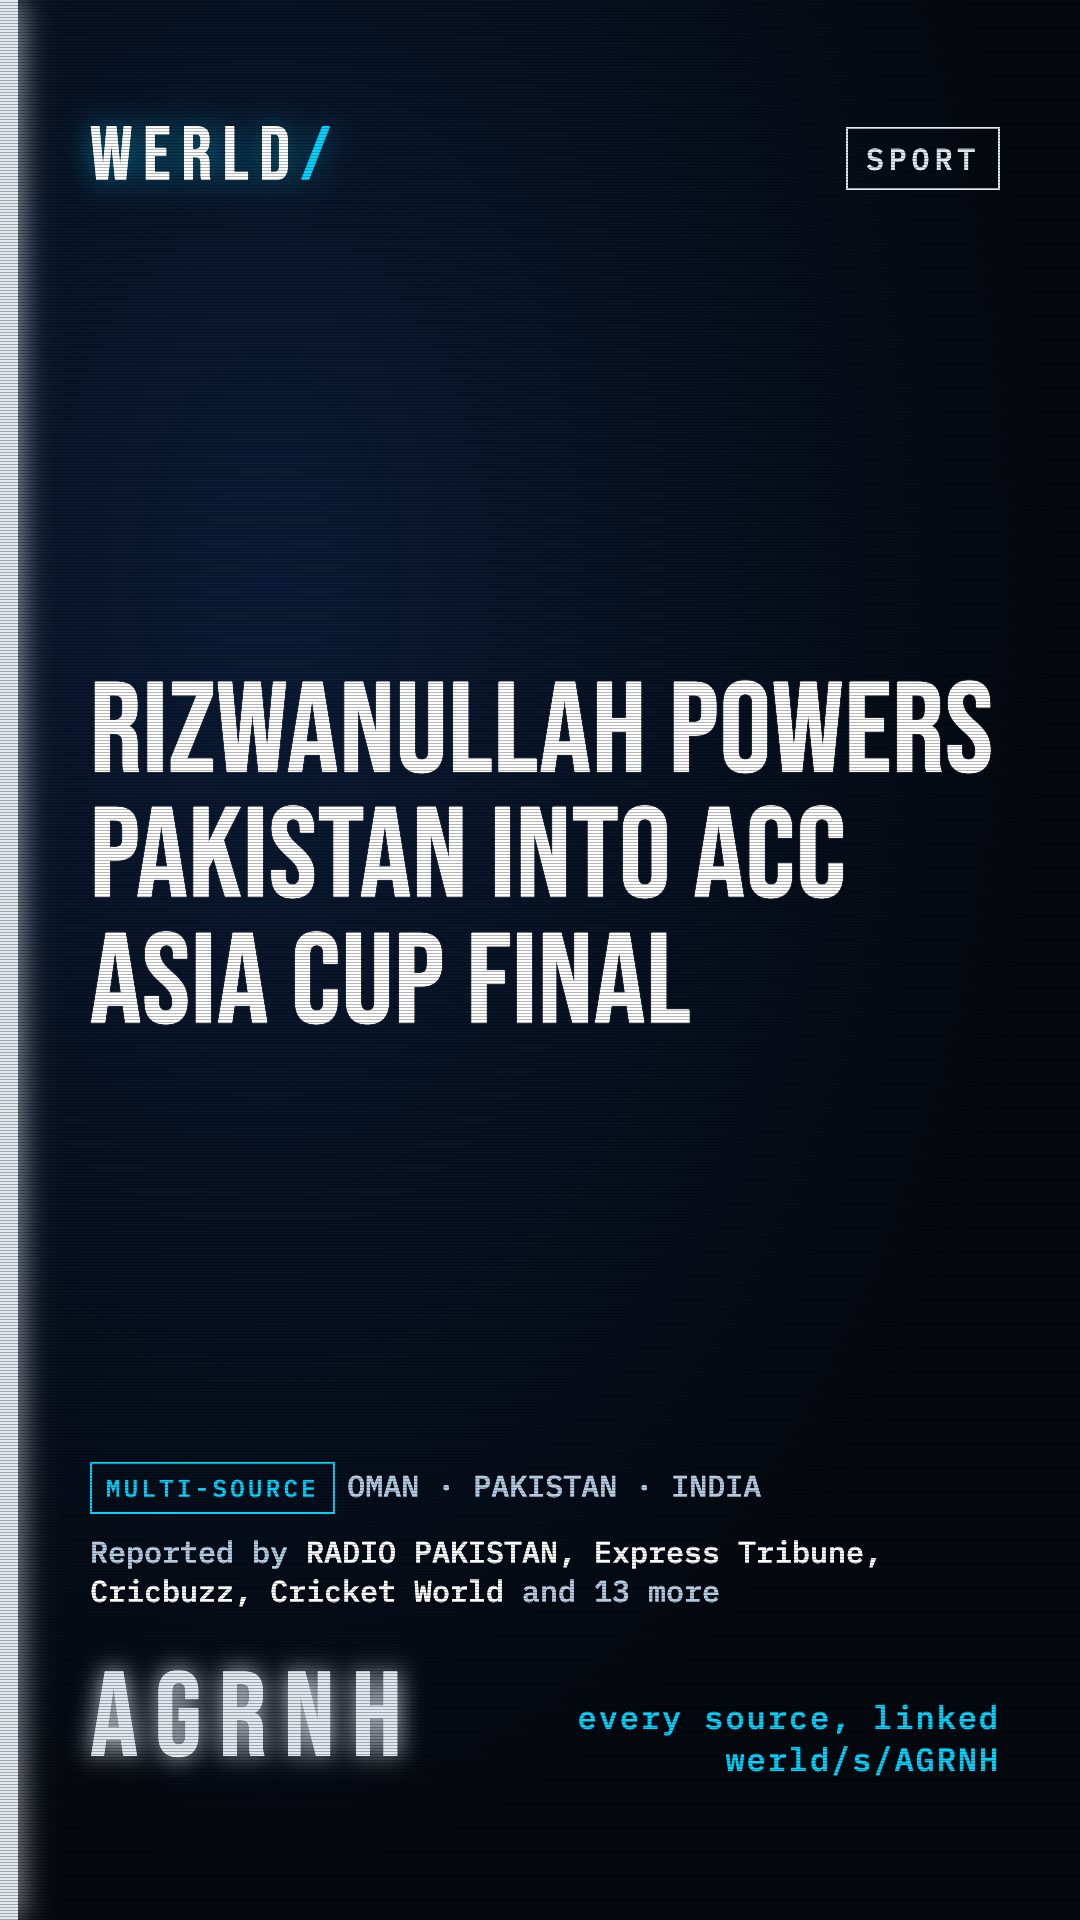 WERLD/
SPORT
RIZWANULLAH POWERS
PAKISTAN INTO ACC
ASIA CUP FINAL
MULTI-SOURCE OMAN · PAKISTAN · INDIA
Reported by RADIO PAKISTAN, Express Tribune,
Cricbuzz, Cricket World and 13 more
AGRNH
every source, linked
werld/s/AGRNH